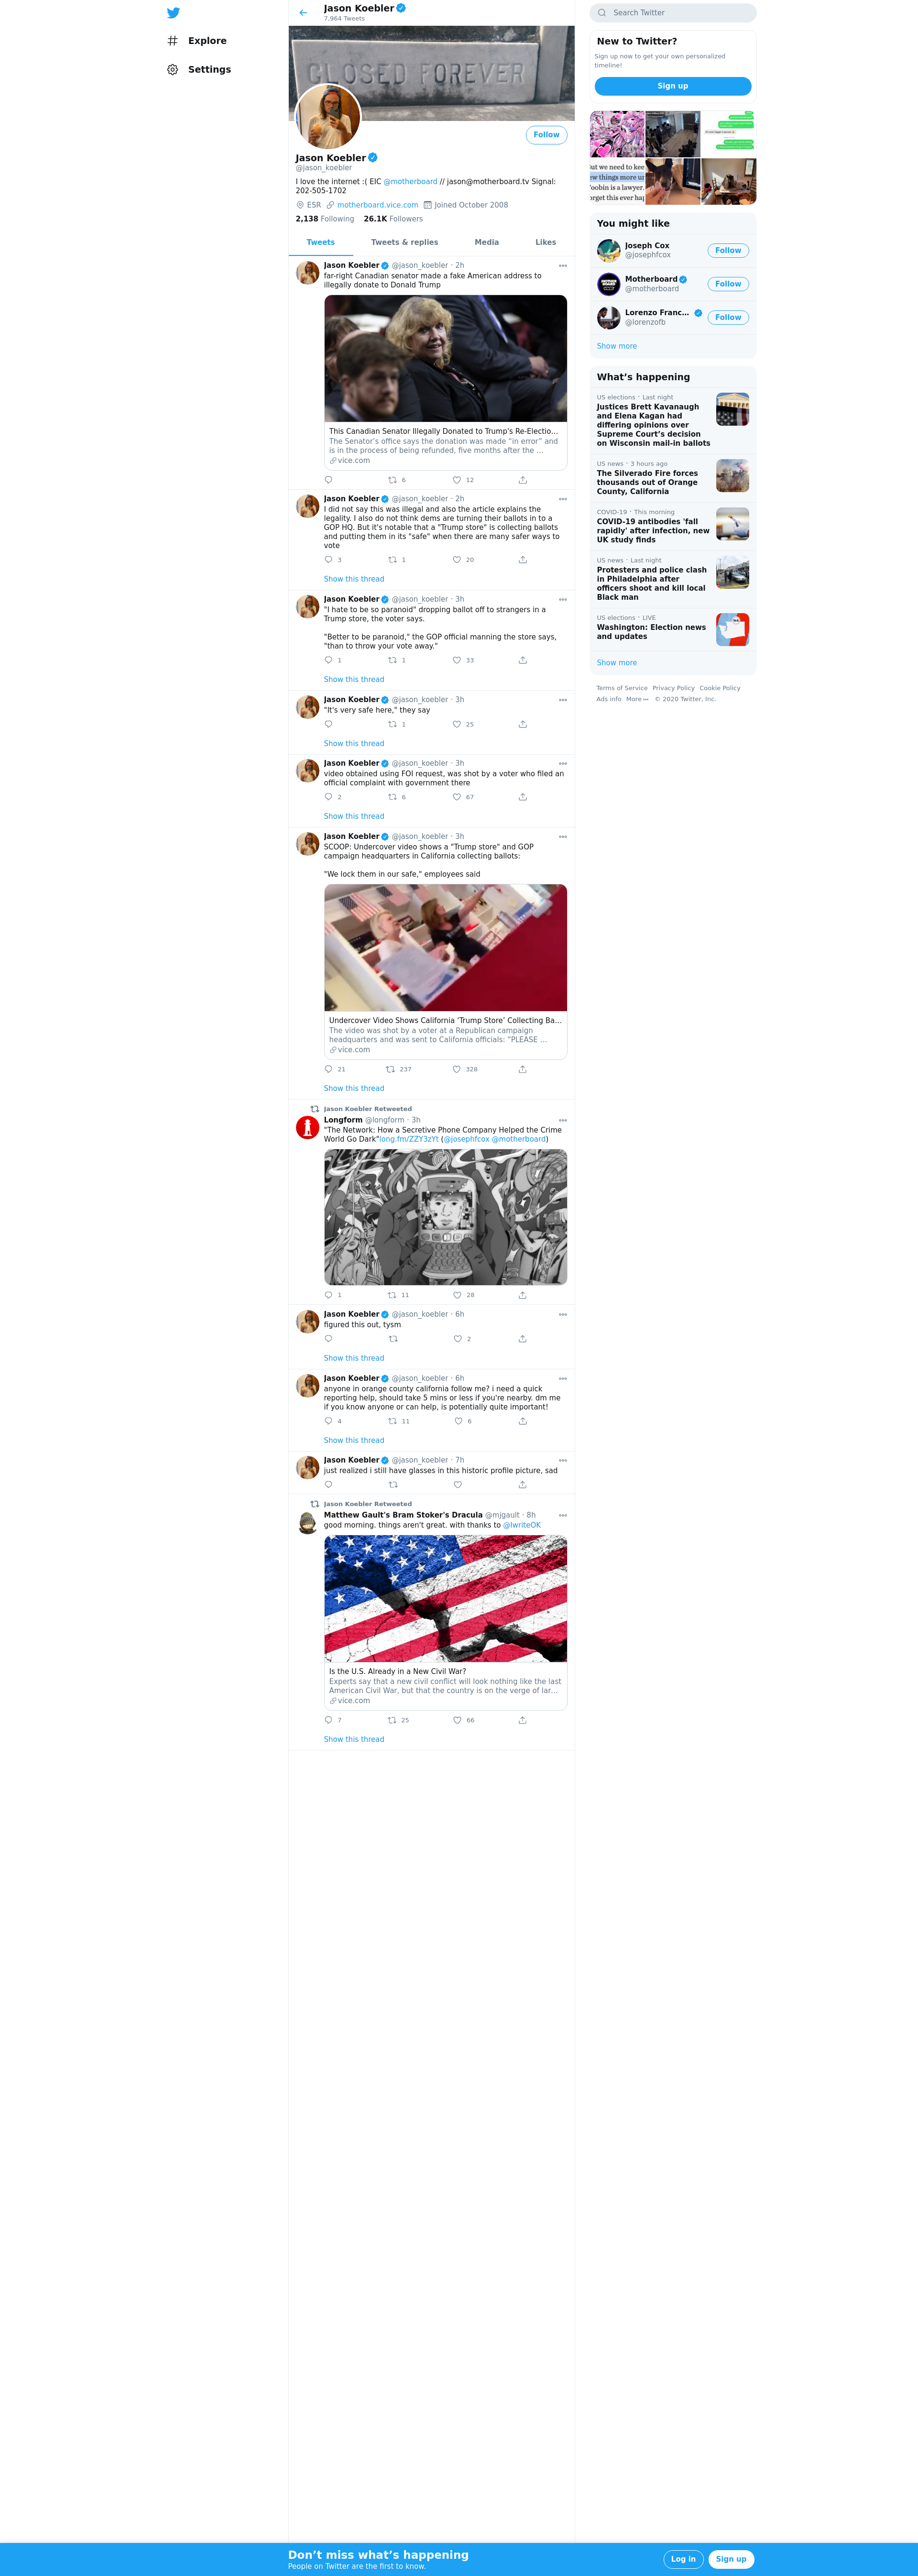 Explore
Settings
Jason Koebler
7,964 Tweets
CLOSED FOREVER
Follow
Jason Koebler
@jason_koebler
I love the internet :( EIC @motherboard // jason@motherboard.tv Signal:
202-505-1702
ESR motherboard.vice.com Joined October 2008
2,138 Following 26.1K Followers
Tweets Tweets & replies Media Likes
Jason Koebler @jason_koebler · 2h
far-right Canadian senator made a fake American address to
illegally donate to Donald Trump
This Canadian Senator Illegally Donated to Trump's Re-Electio...
The Senator's office says the donation was made "in error" and
is in the process of being refunded, five months after the ...
vice.com
6 12
Jason Koebler @jason_koebler · 2h
I did not say this was illegal and also the article explains the
legality. I also do not think dems are turning their ballots in to a
GOP HQ. But it's notable that a "Trump store" is collecting ballots
and putting them in its "safe" when there are many safer ways to
vote
3 1 20
Show this thread
Jason Koebler @jason_koebler · 3h
"I hate to be so paranoid" dropping ballot off to strangers in a
Trump store, the voter says.
"Better to be paranoid," the GOP official manning the store says,
"than to throw your vote away."
1 1 33
Show this thread
Jason Koebler @jason_koebler · 3h
"It's very safe here," they say
1 25
Show this thread
Jason Koebler @jason_koebler · 3h
video obtained using FOI request, was shot by a voter who filed an
official complaint with government there
2 6 67
Show this thread
Jason Koebler @jason_koebler · 3h
SCOOP: Undercover video shows a "Trump store" and GOP
campaign headquarters in California collecting ballots:
"We lock them in our safe," employees said
Undercover Video Shows California 'Trump Store' Collecting Ba...
The video was shot by a voter at a Republican campaign
headquarters and was sent to California officials: "PLEASE ...
vice.com
21 237 328
Show this thread
Jason Koebler Retweeted
Longform @longform · 3h
"The Network: How a Secretive Phone Company Helped the Crime
World Go Dark"long.fm/ZZY3zYt (@josephfcox @motherboard)
1 11 28
Jason Koebler @jason_koebler · 6h
figured this out, tysm
2
Show this thread
Jason Koebler @jason_koebler · 6h
anyone in orange county california follow me? i need a quick
reporting help, should take 5 mins or less if you're nearby. dm me
if you know anyone or can help, is potentially quite important!
4 11 6
Show this thread
Jason Koebler @jason_koebler · 7h
just realized i still have glasses in this historic profile picture, sad
Jason Koebler Retweeted
Matthew Gault's Bram Stoker's Dracula @mjgault · 8h
good morning. things aren't great. with thanks to @IwriteOK
Is the U.S. Already in a New Civil War?
Experts say that a new civil conflict will look nothing like the last
American Civil War, but that the country is on the verge of lar...
vice.com
7 25 66
Show this thread
Search Twitter
New to Twitter?
Sign up now to get your own personalized
timeline!
Sign up
ut we need to kee
ew things more ur
oobin is a lawyer.
orget this ever hap
You might like
Joseph Cox
@josephfcox
Follow
Motherboard
@motherboard
Follow
Lorenzo Franc...
@lorenzofb
Follow
Show more
What's happening
US elections · Last night
Justices Brett Kavanaugh
and Elena Kagan had
differing opinions over
Supreme Court's decision
on Wisconsin mail-in ballots
US news · 3 hours ago
The Silverado Fire forces
thousands out of Orange
County, California
COVID-19 · This morning
COVID-19 antibodies 'fall
rapidly' after infection, new
UK study finds
US news · Last night
Protesters and police clash
in Philadelphia after
officers shoot and kill local
Black man
US elections · LIVE
Washington: Election news
and updates
Show more
Terms of Service Privacy Policy Cookie Policy
Ads info More © 2020 Twitter, Inc.
Don't miss what's happening
People on Twitter are the first to know.
Log in
Sign up